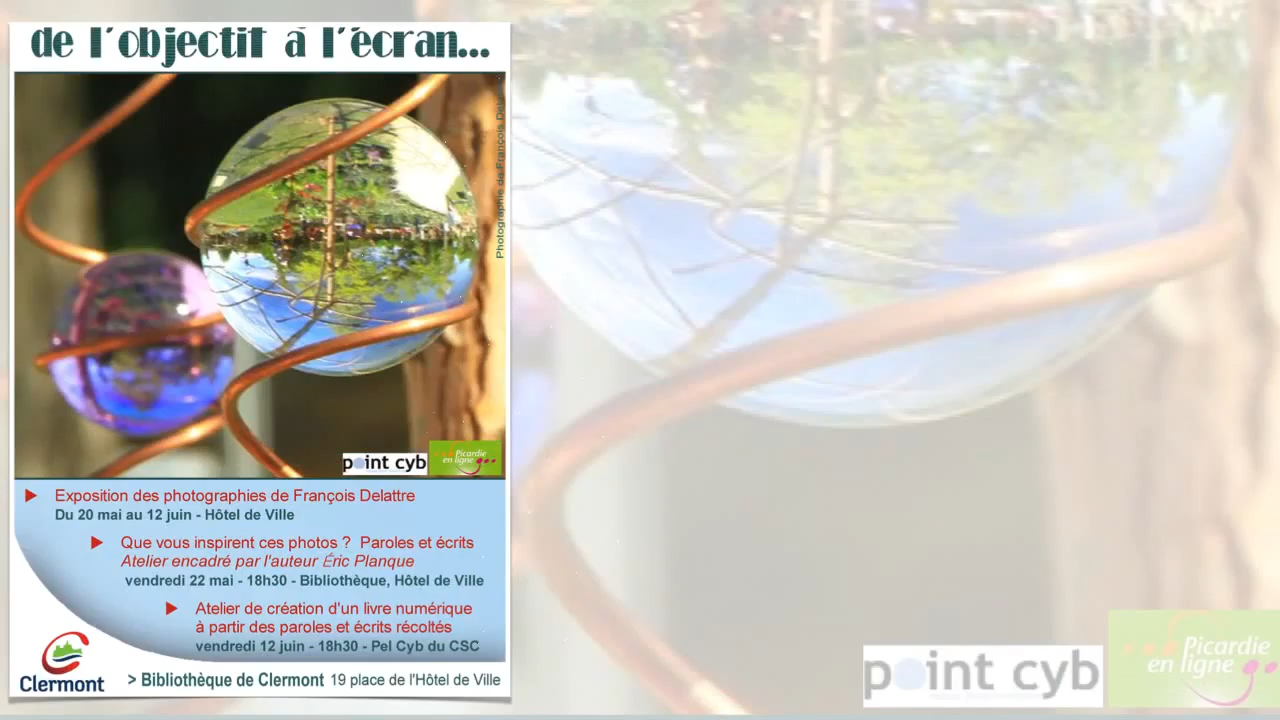 de l'objectif à l'écran...
Photographie de François
point cyb
Picardie
en ligne
▶ Exposition des photographies de François Delattre
Du 20 mai au 12 juin - Hôtel de Ville
▶ Que vous inspirent ces photos ? Paroles et écrits
Atelier encadré par l'auteur Éric Planque
vendredi 22 mai - 18h30 - Bibliothèque, Hôtel de Ville
▶ Atelier de création d'un livre numérique
à partir des paroles et écrits récoltés
vendredi 12 juin - 18h30 - Pel Cyb du CSC
Clermont
> Bibliothèque de Clermont 19 place de l'Hôtel de Ville
point cyb
Picardie
en ligne